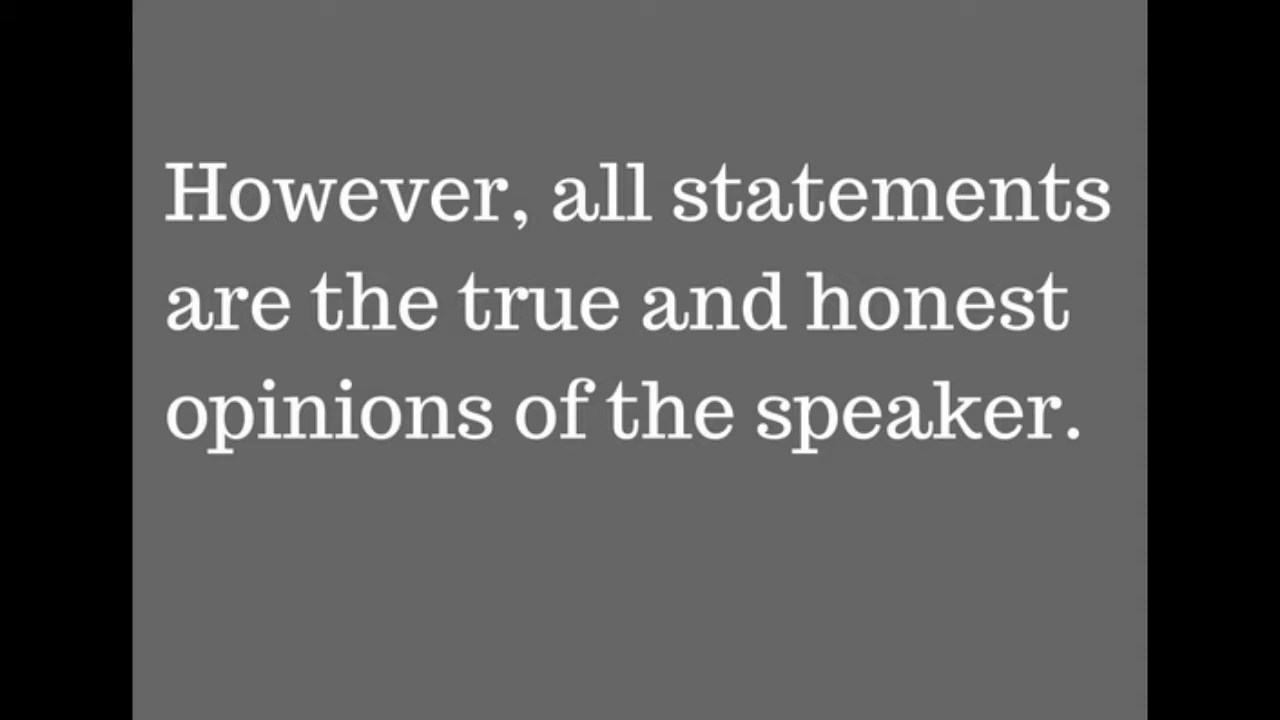 However, all statements
are the true and honest
opinions of the speaker.